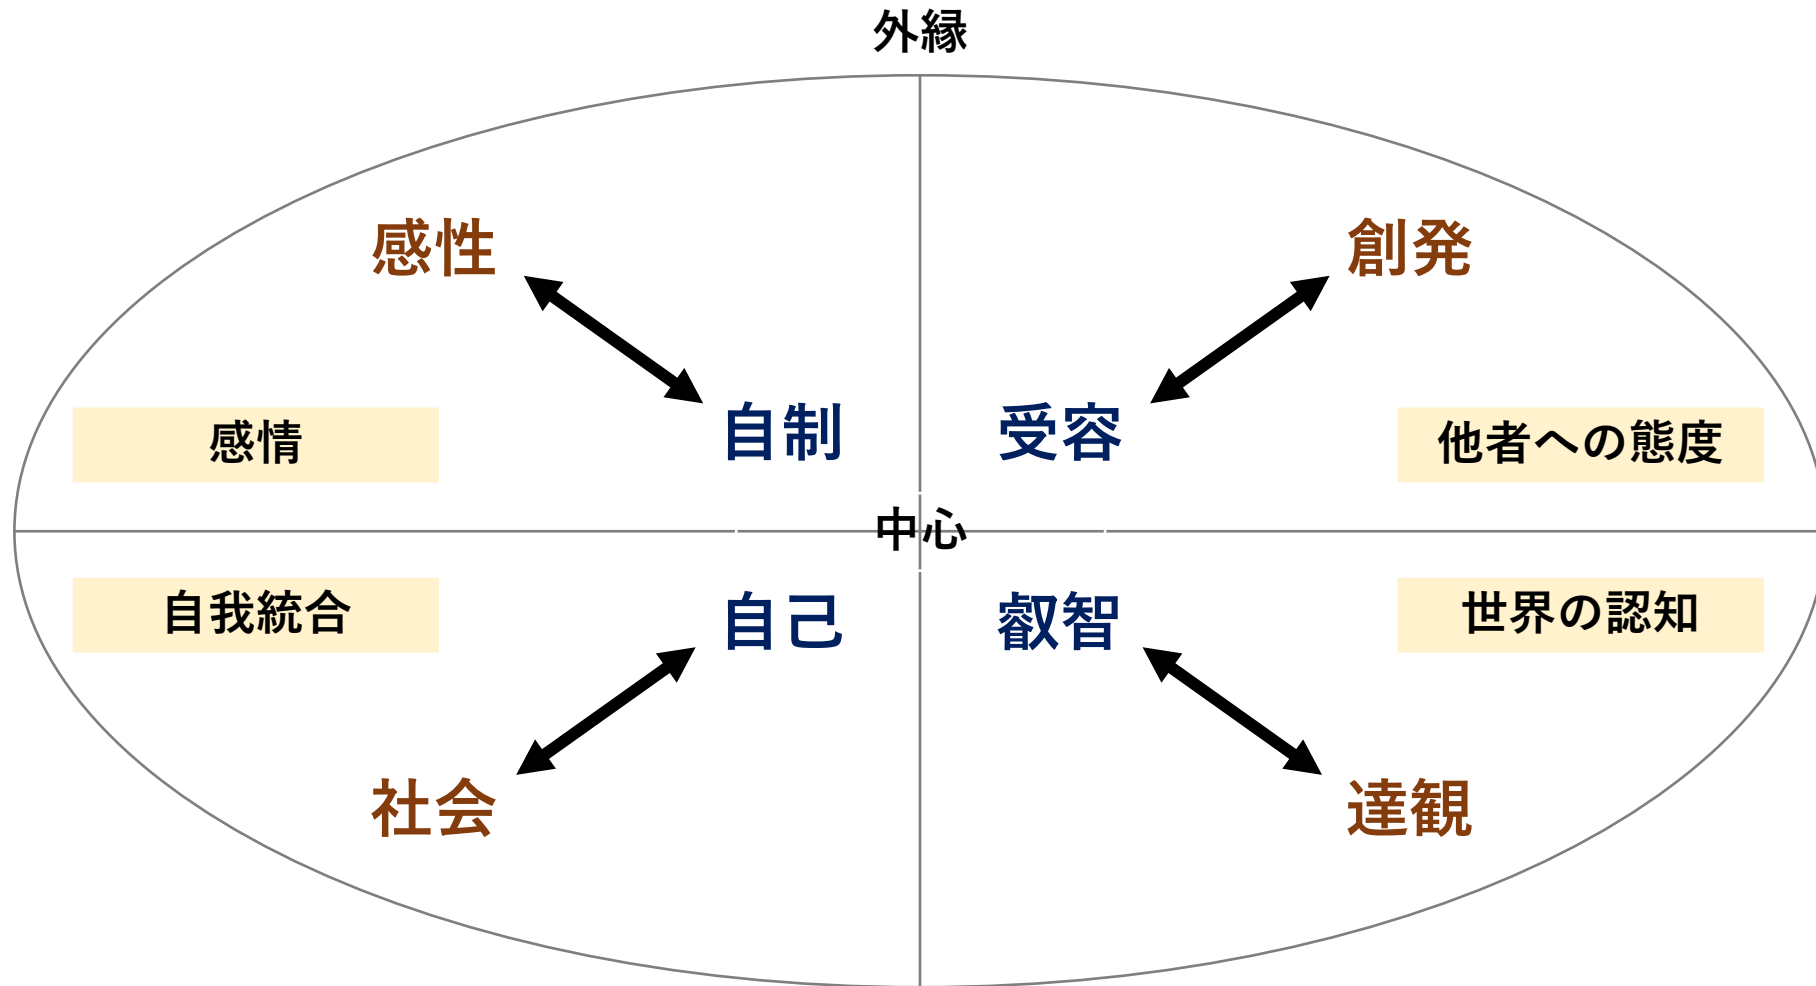 外縁
感性
創発
自制
受容
感情
他者への態度
中心
自我統合
自己
叡智
世界の認知
社会
達観